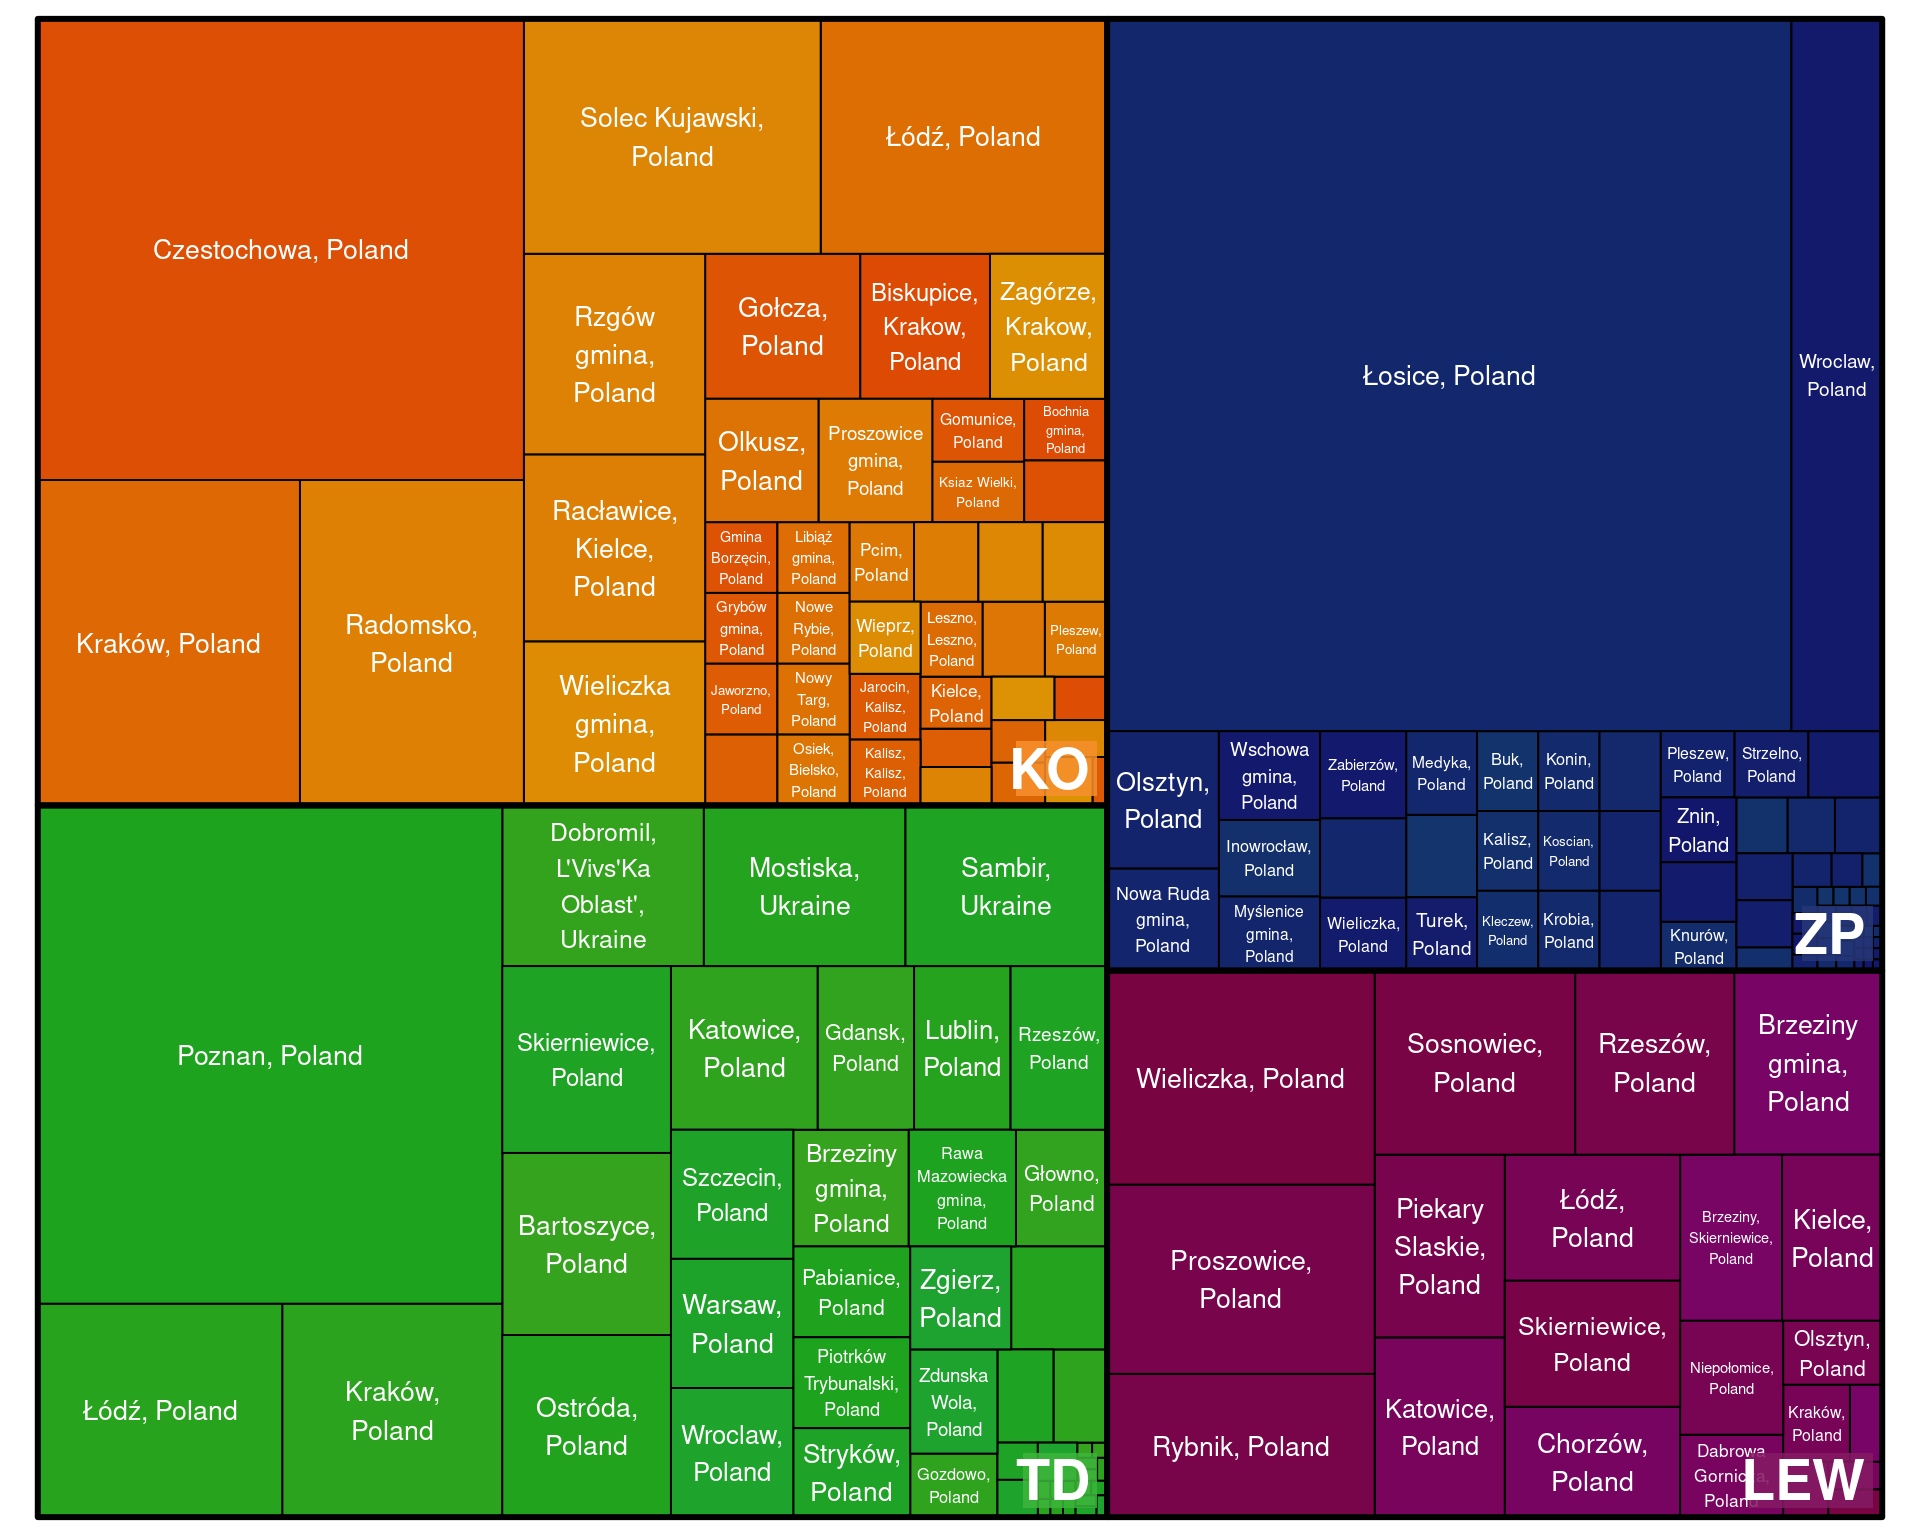 Czestochowa, Poland
Solec Kujawski,
Poland
Łódź, Poland
Kraków, Poland
Radomsko,
Poland
Rzgów
gmina,
Poland
Racławice,
Kielce,
Poland
Wieliczka
gmina,
Poland
Gołcza,
Poland
Biskupice,
Krakow,
Poland
Zagórze,
Krakow,
Poland
Olkusz,
Poland
Proszowice
gmina,
Poland
Gomunice,
Poland
Ksiaz Wielki,
Poland
Bochnia
gmina,
Poland
Gmina
Borzęcin,
Poland
Grybów
gmina,
Poland
Jaworzno,
Poland
Libiąż
gmina,
Poland
Nowe
Rybie,
Poland
Nowy
Targ,
Poland
Osiek,
Bielsko,
Poland
Pcim,
Poland
Wieprz,
Poland
Jarocin,
Kalisz,
Poland
Kalisz,
Kalisz,
Poland
Leszno,
Leszno,
Poland
Kielce,
Poland
Pleszew,
Poland
KO
Łosice, Poland
Wroclaw,
Poland
Olsztyn,
Poland
Nowa Ruda
gmina,
Poland
Wschowa
gmina,
Poland
Inowrocław,
Poland
Myślenice
gmina,
Poland
Zabierzów,
Poland
Wieliczka,
Poland
Medyka,
Poland
Turek,
Poland
Buk,
Poland
Kalisz,
Poland
Kleczew,
Poland
Konin,
Poland
Koscian,
Poland
Krobia,
Poland
Pleszew,
Poland
Znin,
Poland
Knurów,
Poland
Strzelno,
Poland
ZP
Poznan, Poland
Łódź, Poland
Kraków,
Poland
Dobromil,
L'Vivs'Ka
Oblast',
Ukraine
Mostiska,
Ukraine
Sambir,
Ukraine
Skierniewice,
Poland
Bartoszyce,
Poland
Ostróda,
Poland
Katowice,
Poland
Gdansk,
Poland
Lublin,
Poland
Rzeszów,
Poland
Szczecin,
Poland
Warsaw,
Poland
Wroclaw,
Poland
Brzeziny
gmina,
Poland
Rawa
Mazowiecka
gmina,
Poland
Głowno,
Poland
Pabianice,
Poland
Piotrków
Trybunalski,
Poland
Stryków,
Poland
Zgierz,
Poland
Zdunska
Wola,
Poland
Gozdowo,
Poland
TD
Wieliczka, Poland
Proszowice,
Poland
Rybnik, Poland
Sosnowiec,
Poland
Rzeszów,
Poland
Brzeziny
gmina,
Poland
Piekary
Slaskie,
Poland
Katowice,
Poland
Łódź,
Poland
Skierniewice,
Poland
Chorzów,
Poland
Brzeziny,
Skierniewice,
Poland
Kielce,
Poland
Niepołomice,
Poland
Olsztyn,
Poland
Kraków,
Poland
Dabrowa
Gornicza,
Poland
LEW